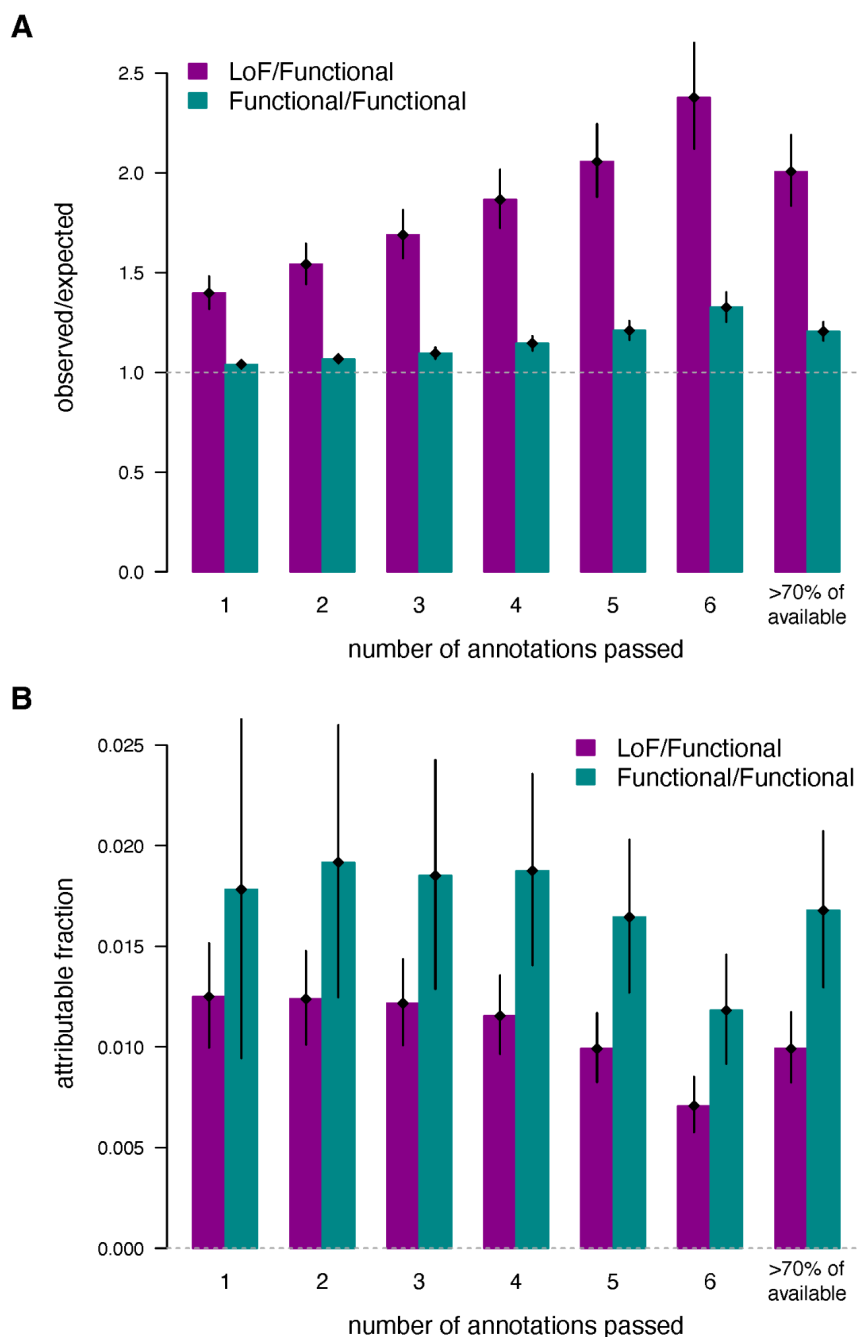 A
LoF/Functional
Functional/Functional
observed/expected
2.5
2.0
1.5
1.0
0.5
0.0
1 2 3 4 5 6 >70% of
available
number of annotations passed
B
LoF/Functional
Functional/Functional
attributable fraction
0.025
0.020
0.015
0.010
0.005
0.000
1 2 3 4 5 6 >70% of
available
number of annotations passed